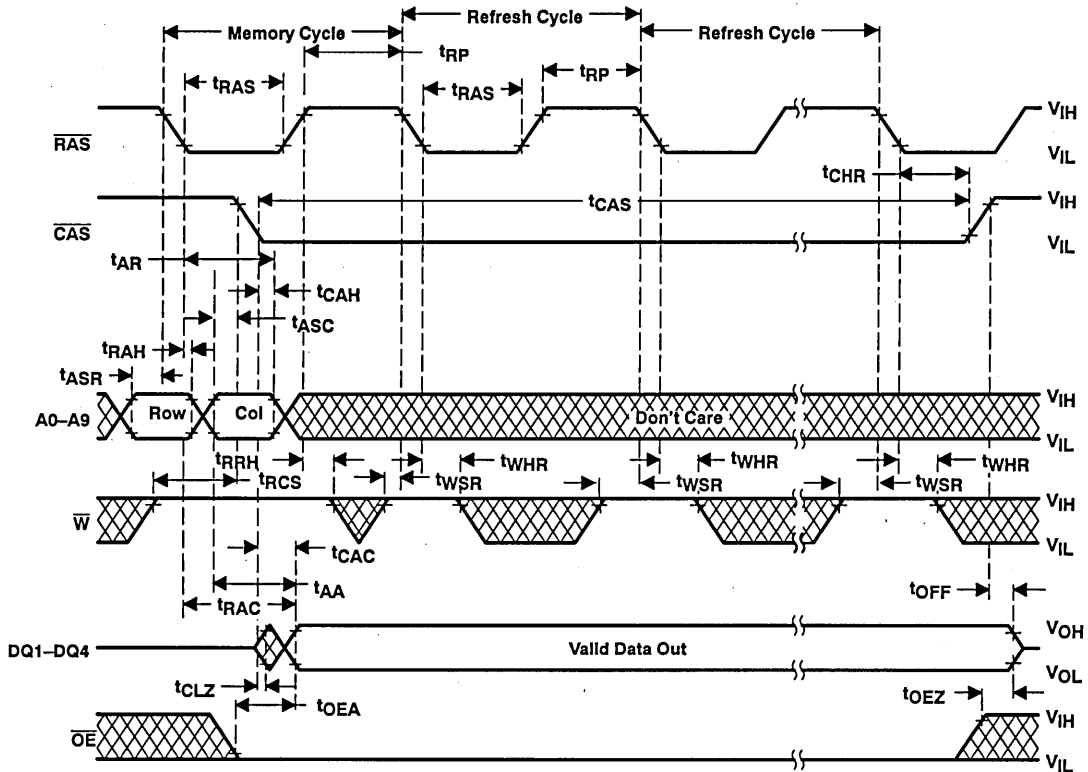 Refresh Cycle
Memory Cycle
Refresh Cycle
tRP
tRAS
tRP
tRAS
VIH
RAS
VIL
tCHR
tCAS
VIH
CAS
VIL
tAR
tCAH
tASC
tRAH
tASR
Row
Col
Don't Care
VIH
A0–A9
VIL
tRRH
tWHR
tWHR
tWHR
tRCS
tWSR
tWSR
tWSR
VIH
W
VIL
tCAC
tAA
tOFF
tRAC
VOH
DQ1–DQ4
Valid Data Out
VOL
tCLZ
tOEA
tOEZ
VIH
OE
VIL